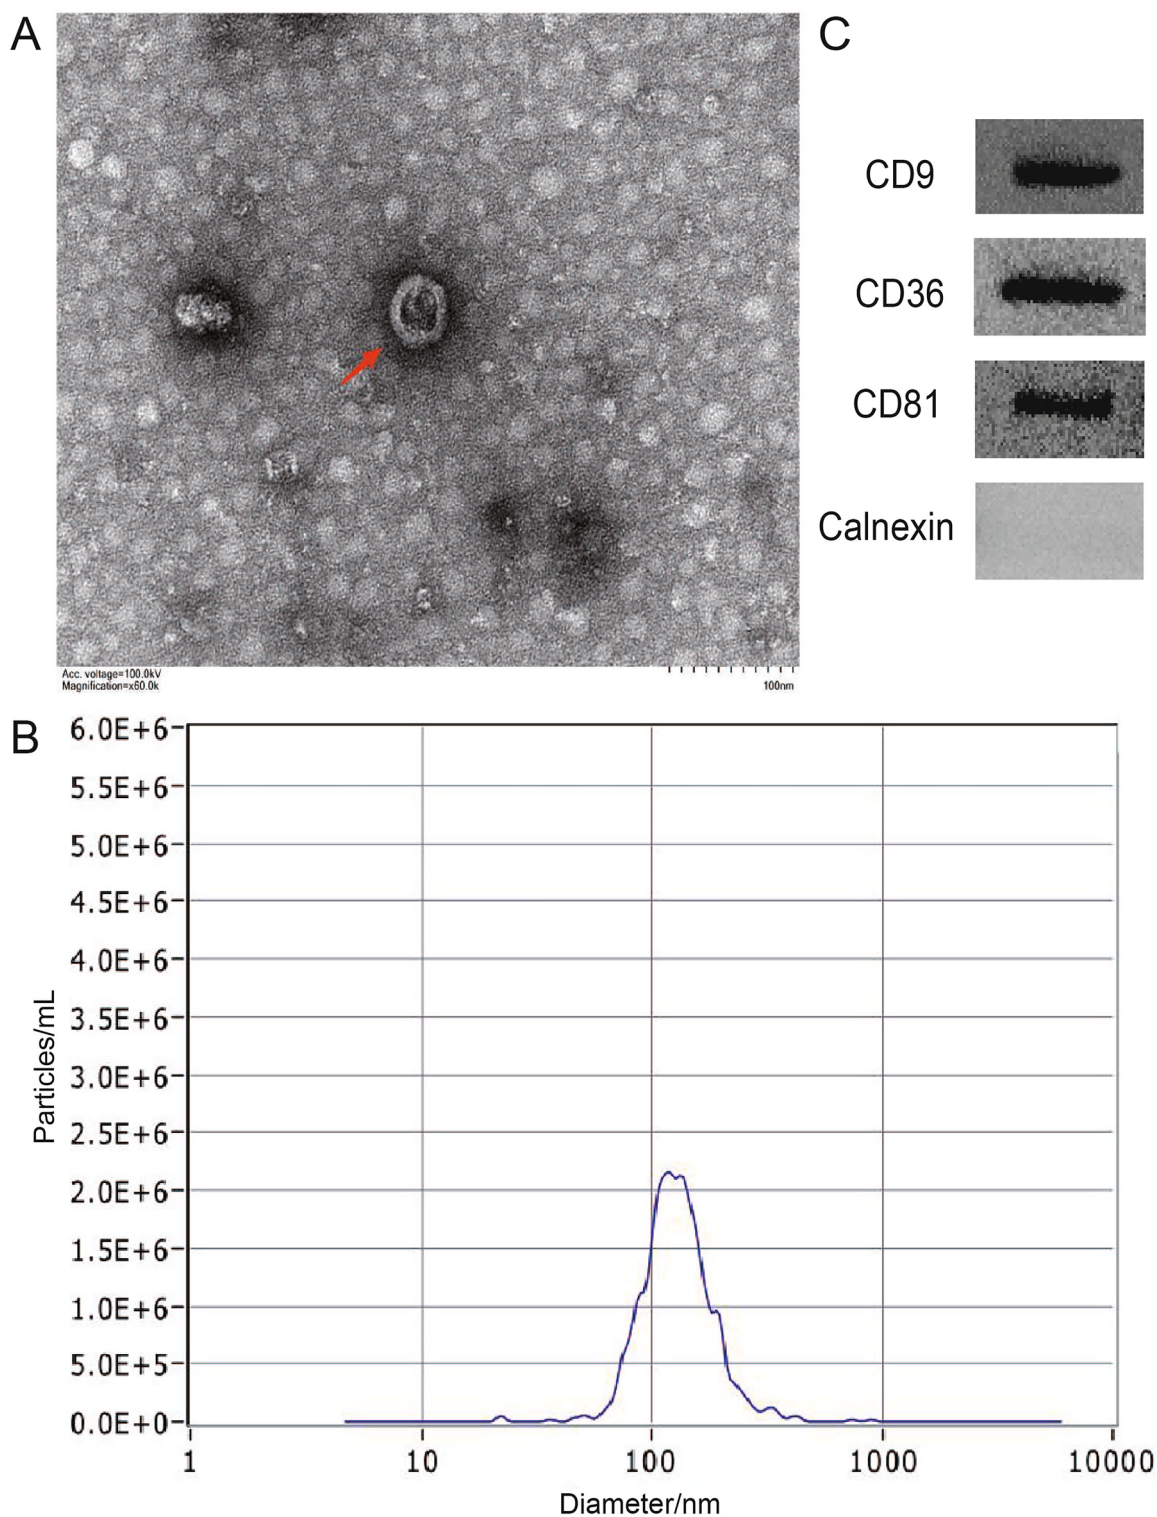 A
C
CD9
CD36
CD81
Calnexin
Acc. voltage=100.0kV
Magnification=x60.0k
100nm
B
6.0E+6
5.5E+6
5.0E+6
4.5E+6
4.0E+6
3.5E+6
3.0E+6
2.5E+6
2.0E+6
1.5E+6
1.0E+6
5.0E+5
0.0E+0
Particles/mL
1 10 100 1000 10000
Diameter/nm